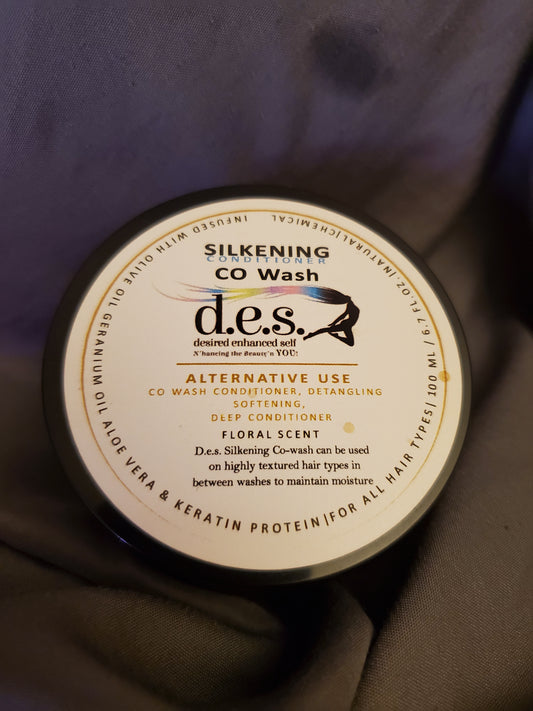 SILKENING
CONDITIONER
CO Wash
d.e.s.
desired enhanced self
N'hancing the Beauty'n YOU!
ALTERNATIVE USE
CO WASH CONDITIONER, DETANGLING
SOFTENING,
DEEP CONDITIONER
FLORAL SCENT
D.e.s. Silkening Co-wash can be used
on highly textured hair types in
between washes to maintain moisture
INFUSED WITH OLIVE OIL GERANIUM OIL ALOE VERA & KERATIN PROTEIN|FOR ALL HAIR TYPES| 100 ML / 6.7 FL.OZ. |NATURAL|CHEMICAL